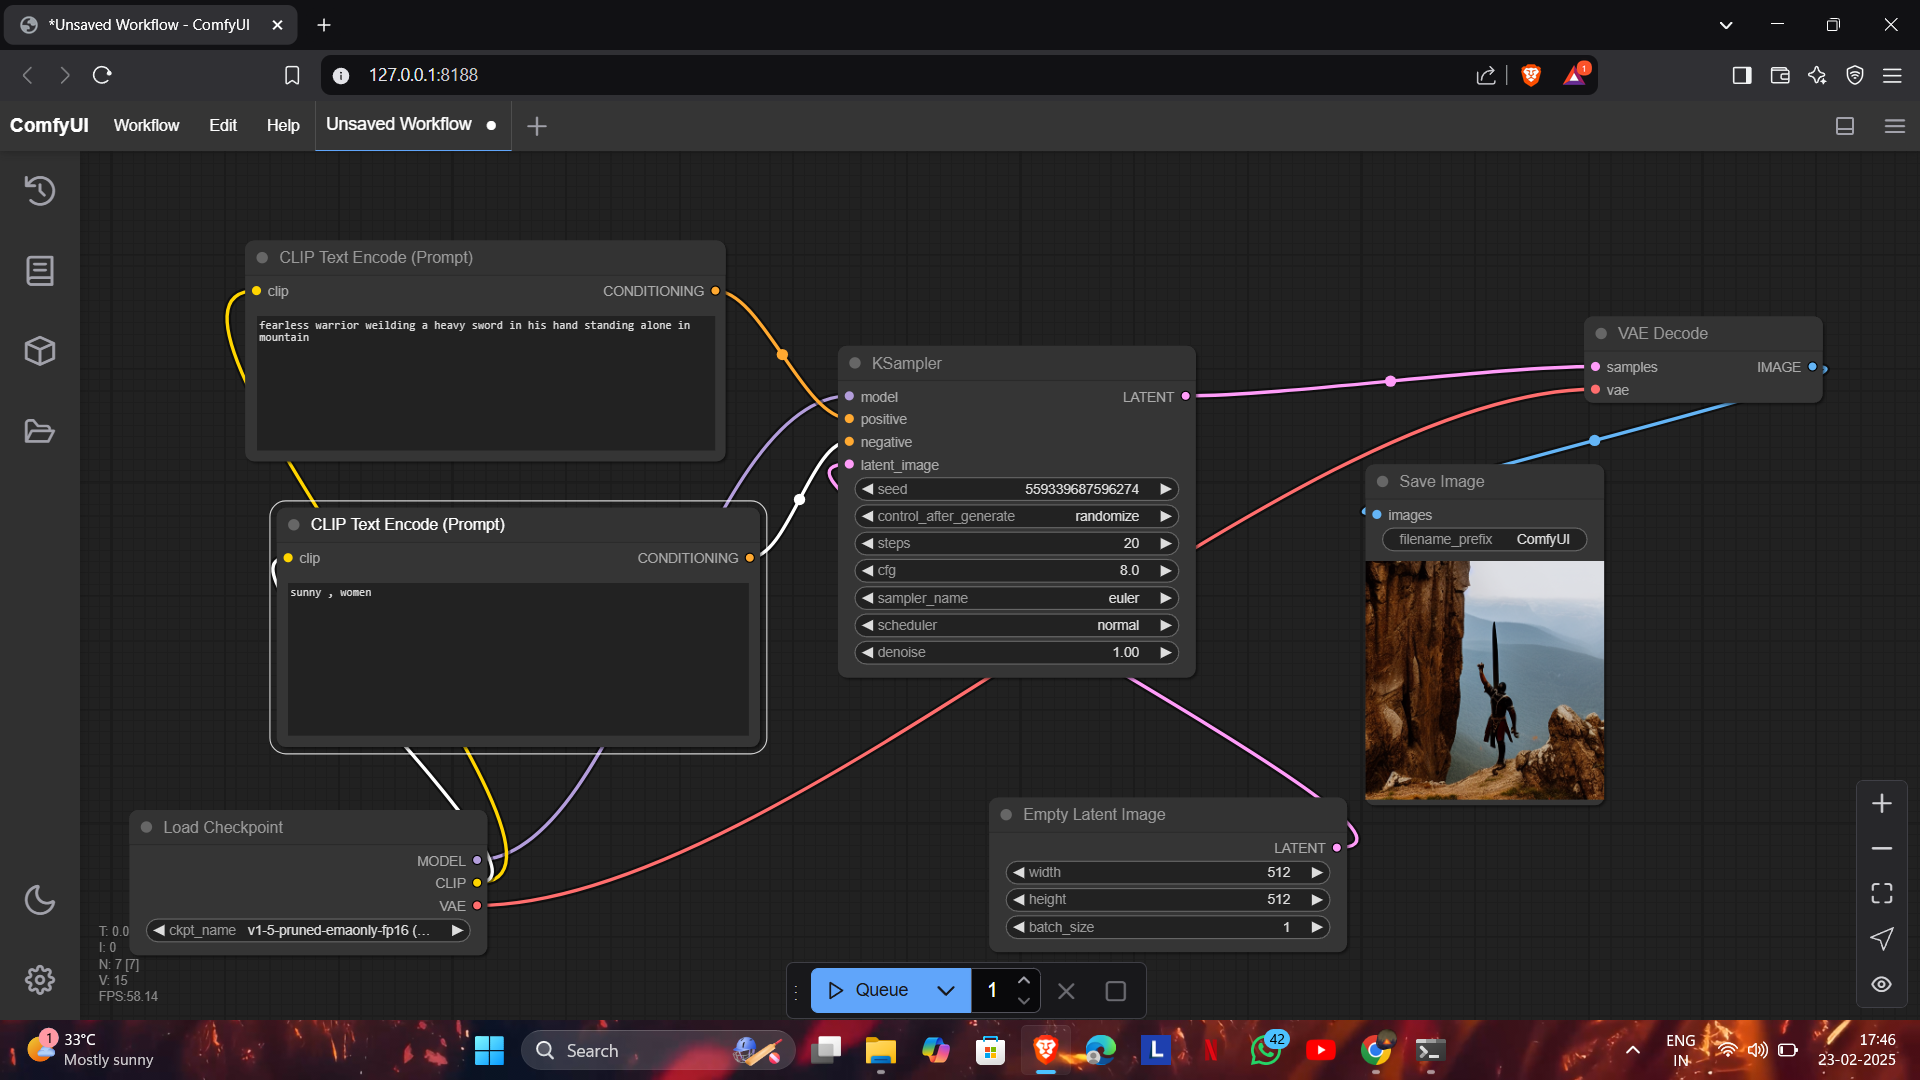 *Unsaved Workflow - ComfyUI
127.0.0.1:8188
1
ComfyUI
Workflow
Edit
Help
Unsaved Workflow
CLIP Text Encode (Prompt)
clip
CONDITIONING
fearless warrior weilding a heavy sword in his hand standing alone in
mountain
CLIP Text Encode (Prompt)
clip
CONDITIONING
sunny , women
KSampler
model
LATENT
positive
negative
latent_image
seed 559339687596274
control_after_generate randomize
steps 20
cfg 8.0
sampler_name euler
scheduler normal
denoise 1.00
VAE Decode
samples
IMAGE
vae
Save Image
images
filename_prefix ComfyUI
Load Checkpoint
MODEL
CLIP
VAE
ckpt_name v1-5-pruned-emaonly-fp16 (...
Empty Latent Image
LATENT
width 512
height 512
batch_size 1
T: 0.0
I: 0
N: 7 [7]
V: 15
FPS:58.14
Queue
1
1
33°C
Mostly sunny
Search
L
N
42
ENG
IN
17:46
23-02-2025